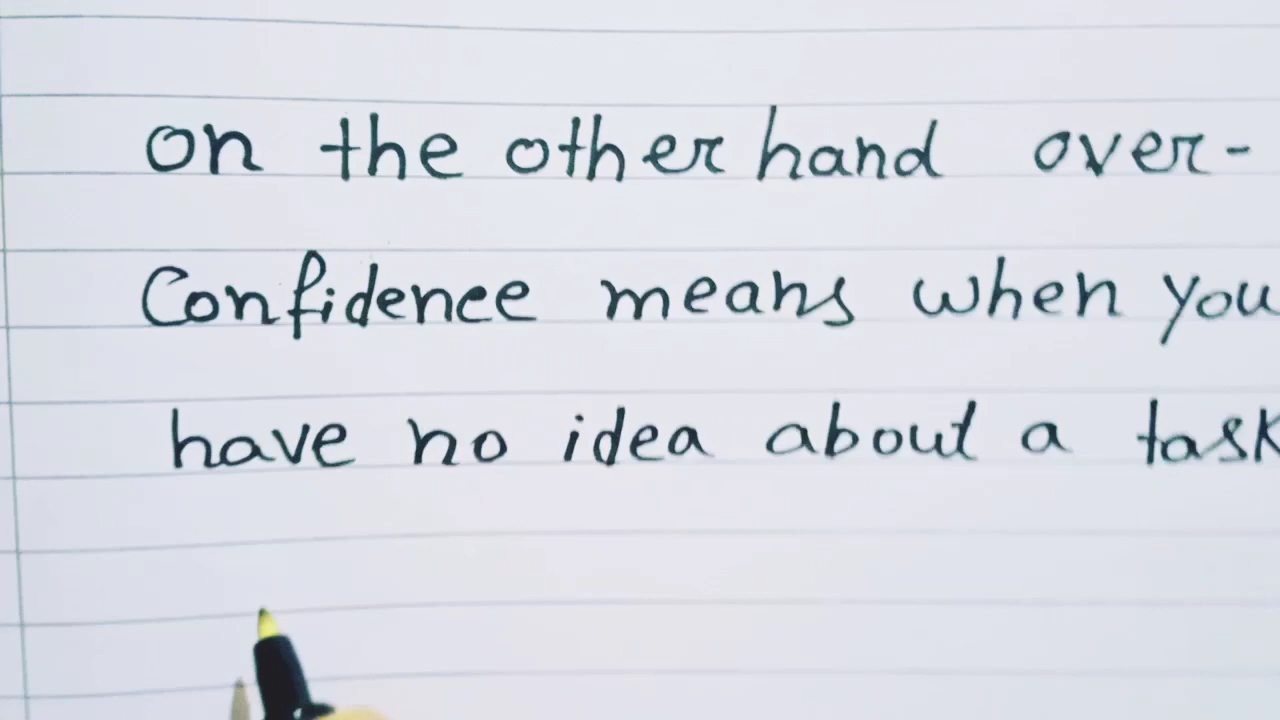 on the other hand over-
Confidence means when you
have no idea about a task